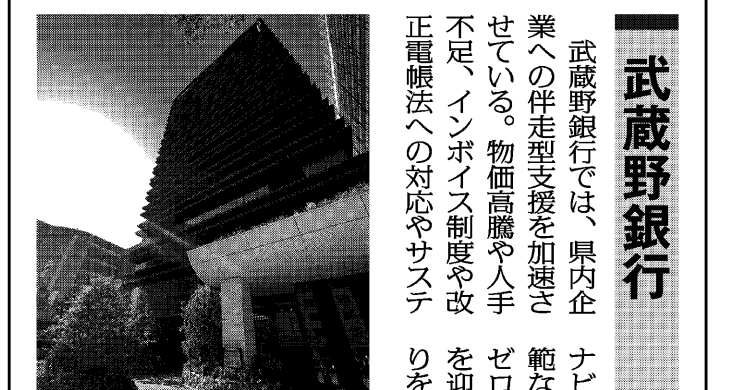 武蔵野銀行
武蔵野銀行では、県内企
業への伴走型支援を加速さ
せている。物価高騰や人手
不足、インボイス制度や改
正電帳法への対応やサステ
ナビ
範な
ゼロ
を迎
りを